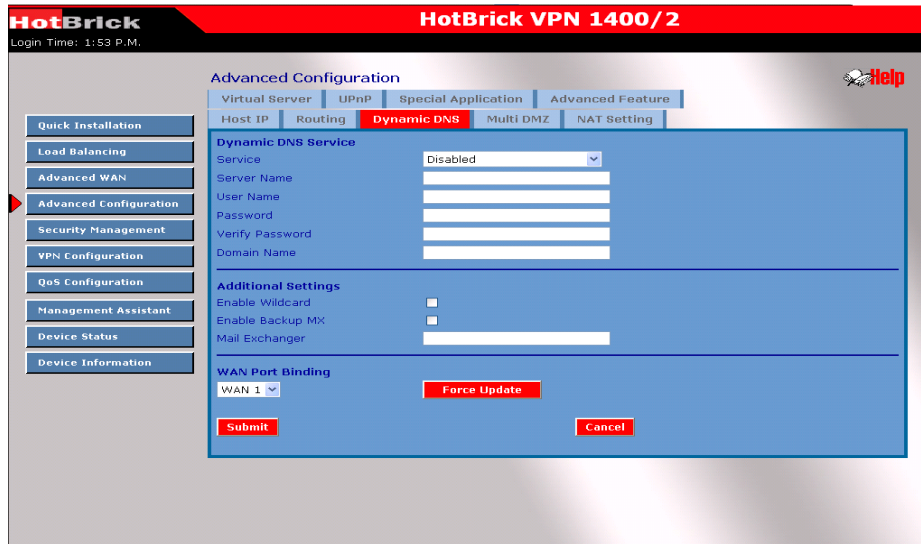 HotBrick
HotBrick VPN 1400/2
Login Time: 1:53 P.M.
Advanced Configuration
Help
Virtual Server
UPnP
Special Application
Advanced Feature
Host IP
Routing
Dynamic DNS
Multi DMZ
NAT Setting
Quick Installation
Load Balancing
Advanced WAN
Advanced Configuration
Security Management
VPN Configuration
QoS Configuration
Management Assistant
Device Status
Device Information
Dynamic DNS Service
Service
Disabled
Server Name
User Name
Password
Verify Password
Domain Name
Additional Settings
Enable Wildcard
Enable Backup MX
Mail Exchanger
WAN Port Binding
WAN 1
Force Update
Submit
Cancel